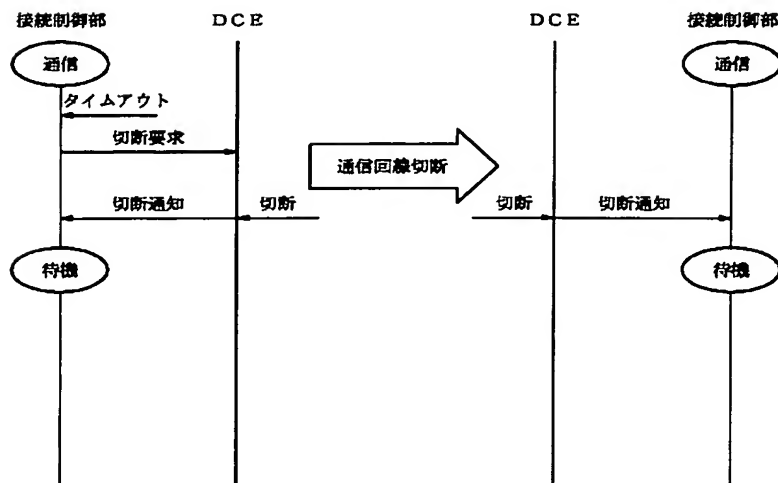 接続制御部 DCE DCE 接続制御部
通信 通信
タイムアウト
切断要求
通信回線切断
切断通知 切断 切断 切断通知
待機 待機